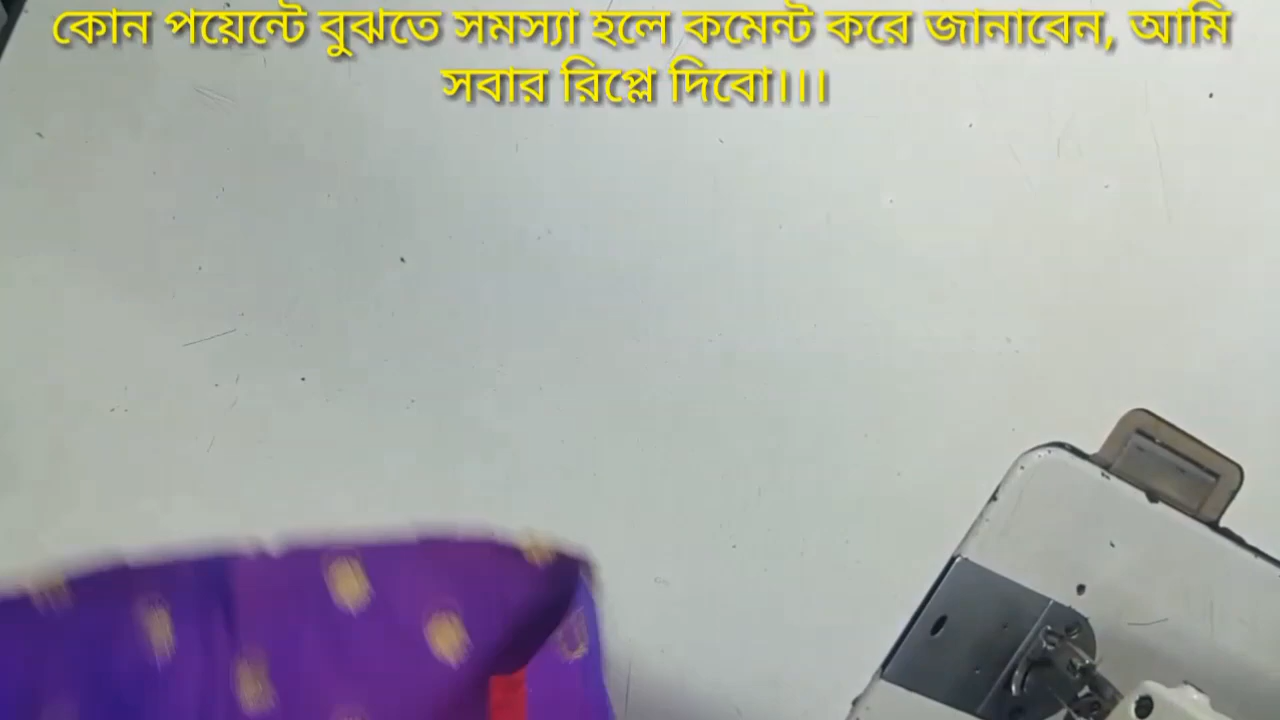 কোন পয়েন্টে বুঝতে সমস্যা হলে কমেন্ট করে জানাবেন, আমি
সবার রিপ্লে দিবো।।।